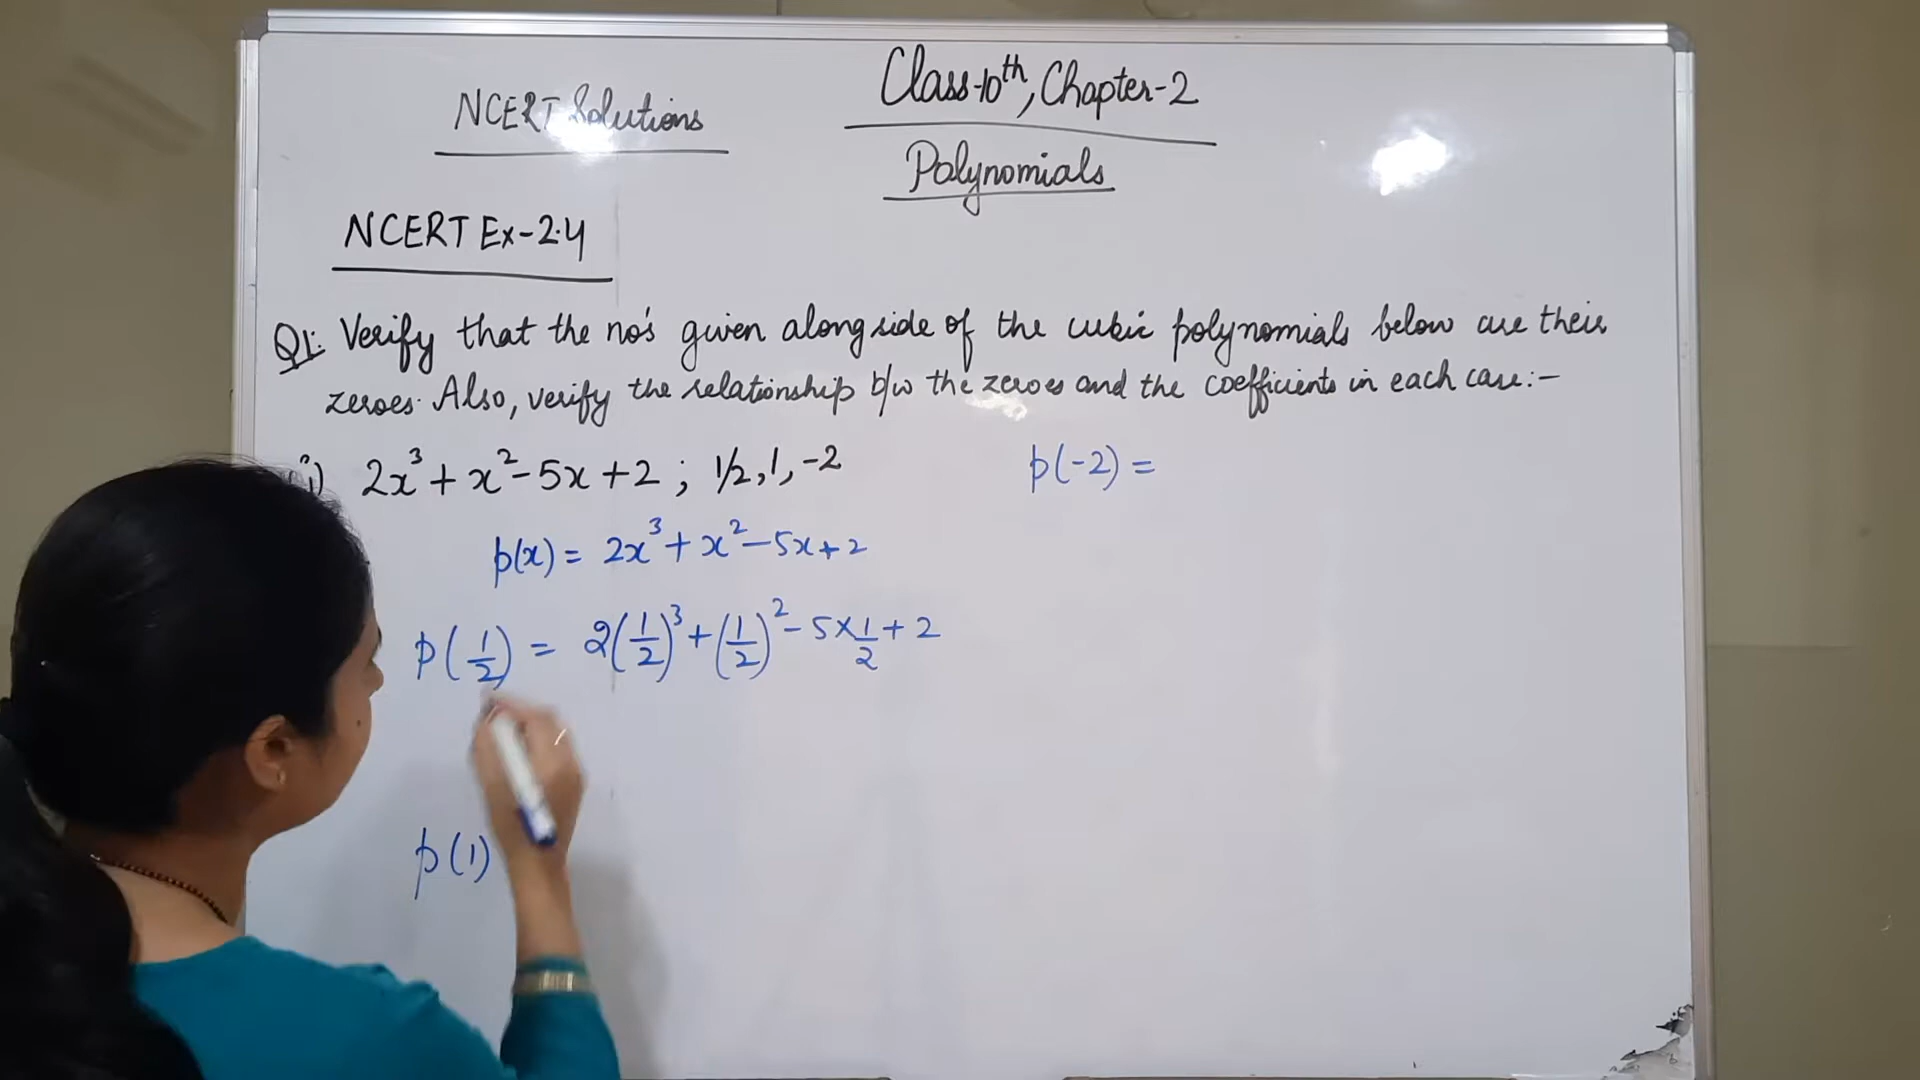 NCERT Solutions
Class-10th, Chapter-2
Polynomials
NCERT Ex-2.4
Q1: Verify that the no's given along side of the cubic polynomials below are their
zeroes. Also, verify the relationship b/w the zeroes and the coefficients in each case:-
i) 2x³ + x² - 5x + 2 ; 1/2, 1, -2
p(x) = 2x³ + x² - 5x + 2
p(1/2) = 2(1/2)³ + (1/2)² - 5 × 1/2 + 2
p(1)
p(-2) =